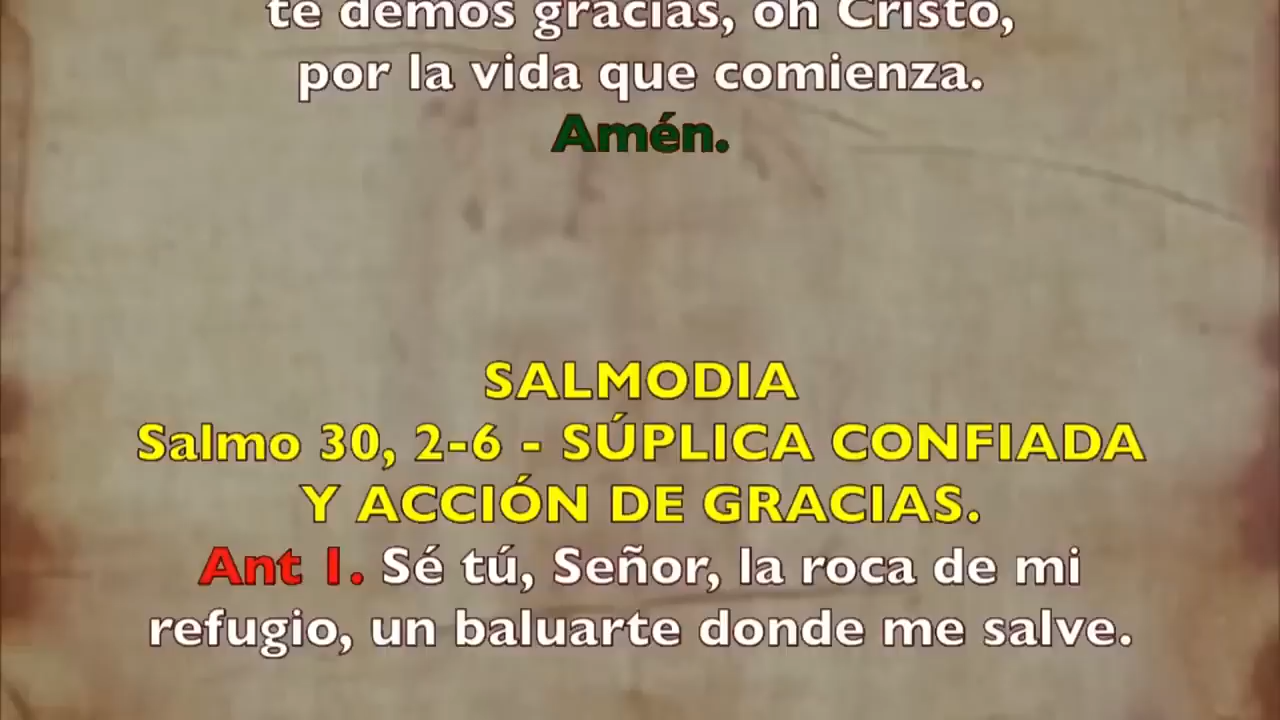 te demos gracias, oh Cristo,
por la vida que comienza.
Amén.
SALMODIA
Salmo 30, 2-6 - SÚPLICA CONFIADA
Y ACCIÓN DE GRACIAS.
Ant 1. Sé tú, Señor, la roca de mi
refugio, un baluarte donde me salve.